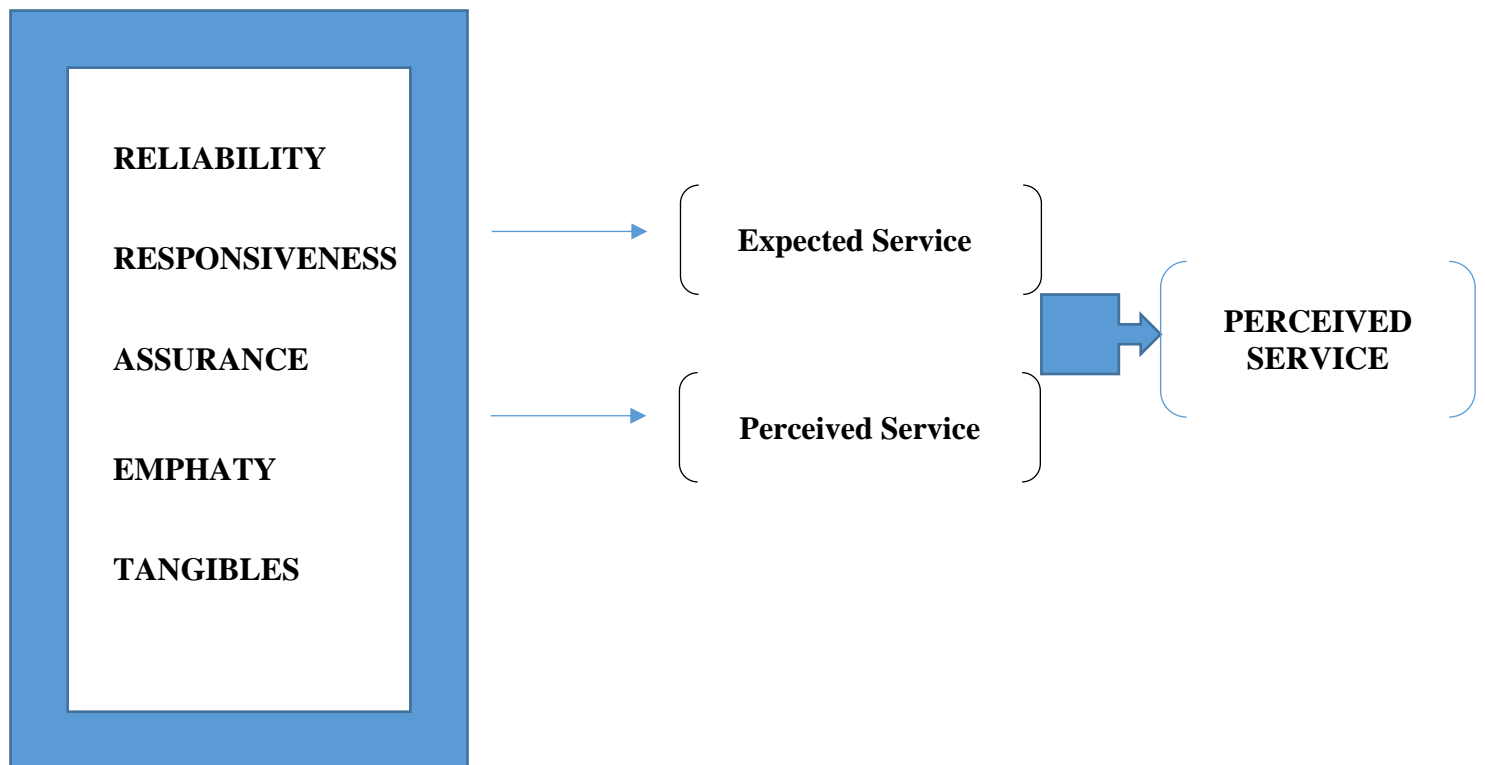 RELIABILITY
RESPONSIVENESS
ASSURANCE
EMPHATY
TANGIBLES
Expected Service
Perceived Service
PERCEIVED
SERVICE